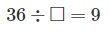 36 ÷ □ = 9